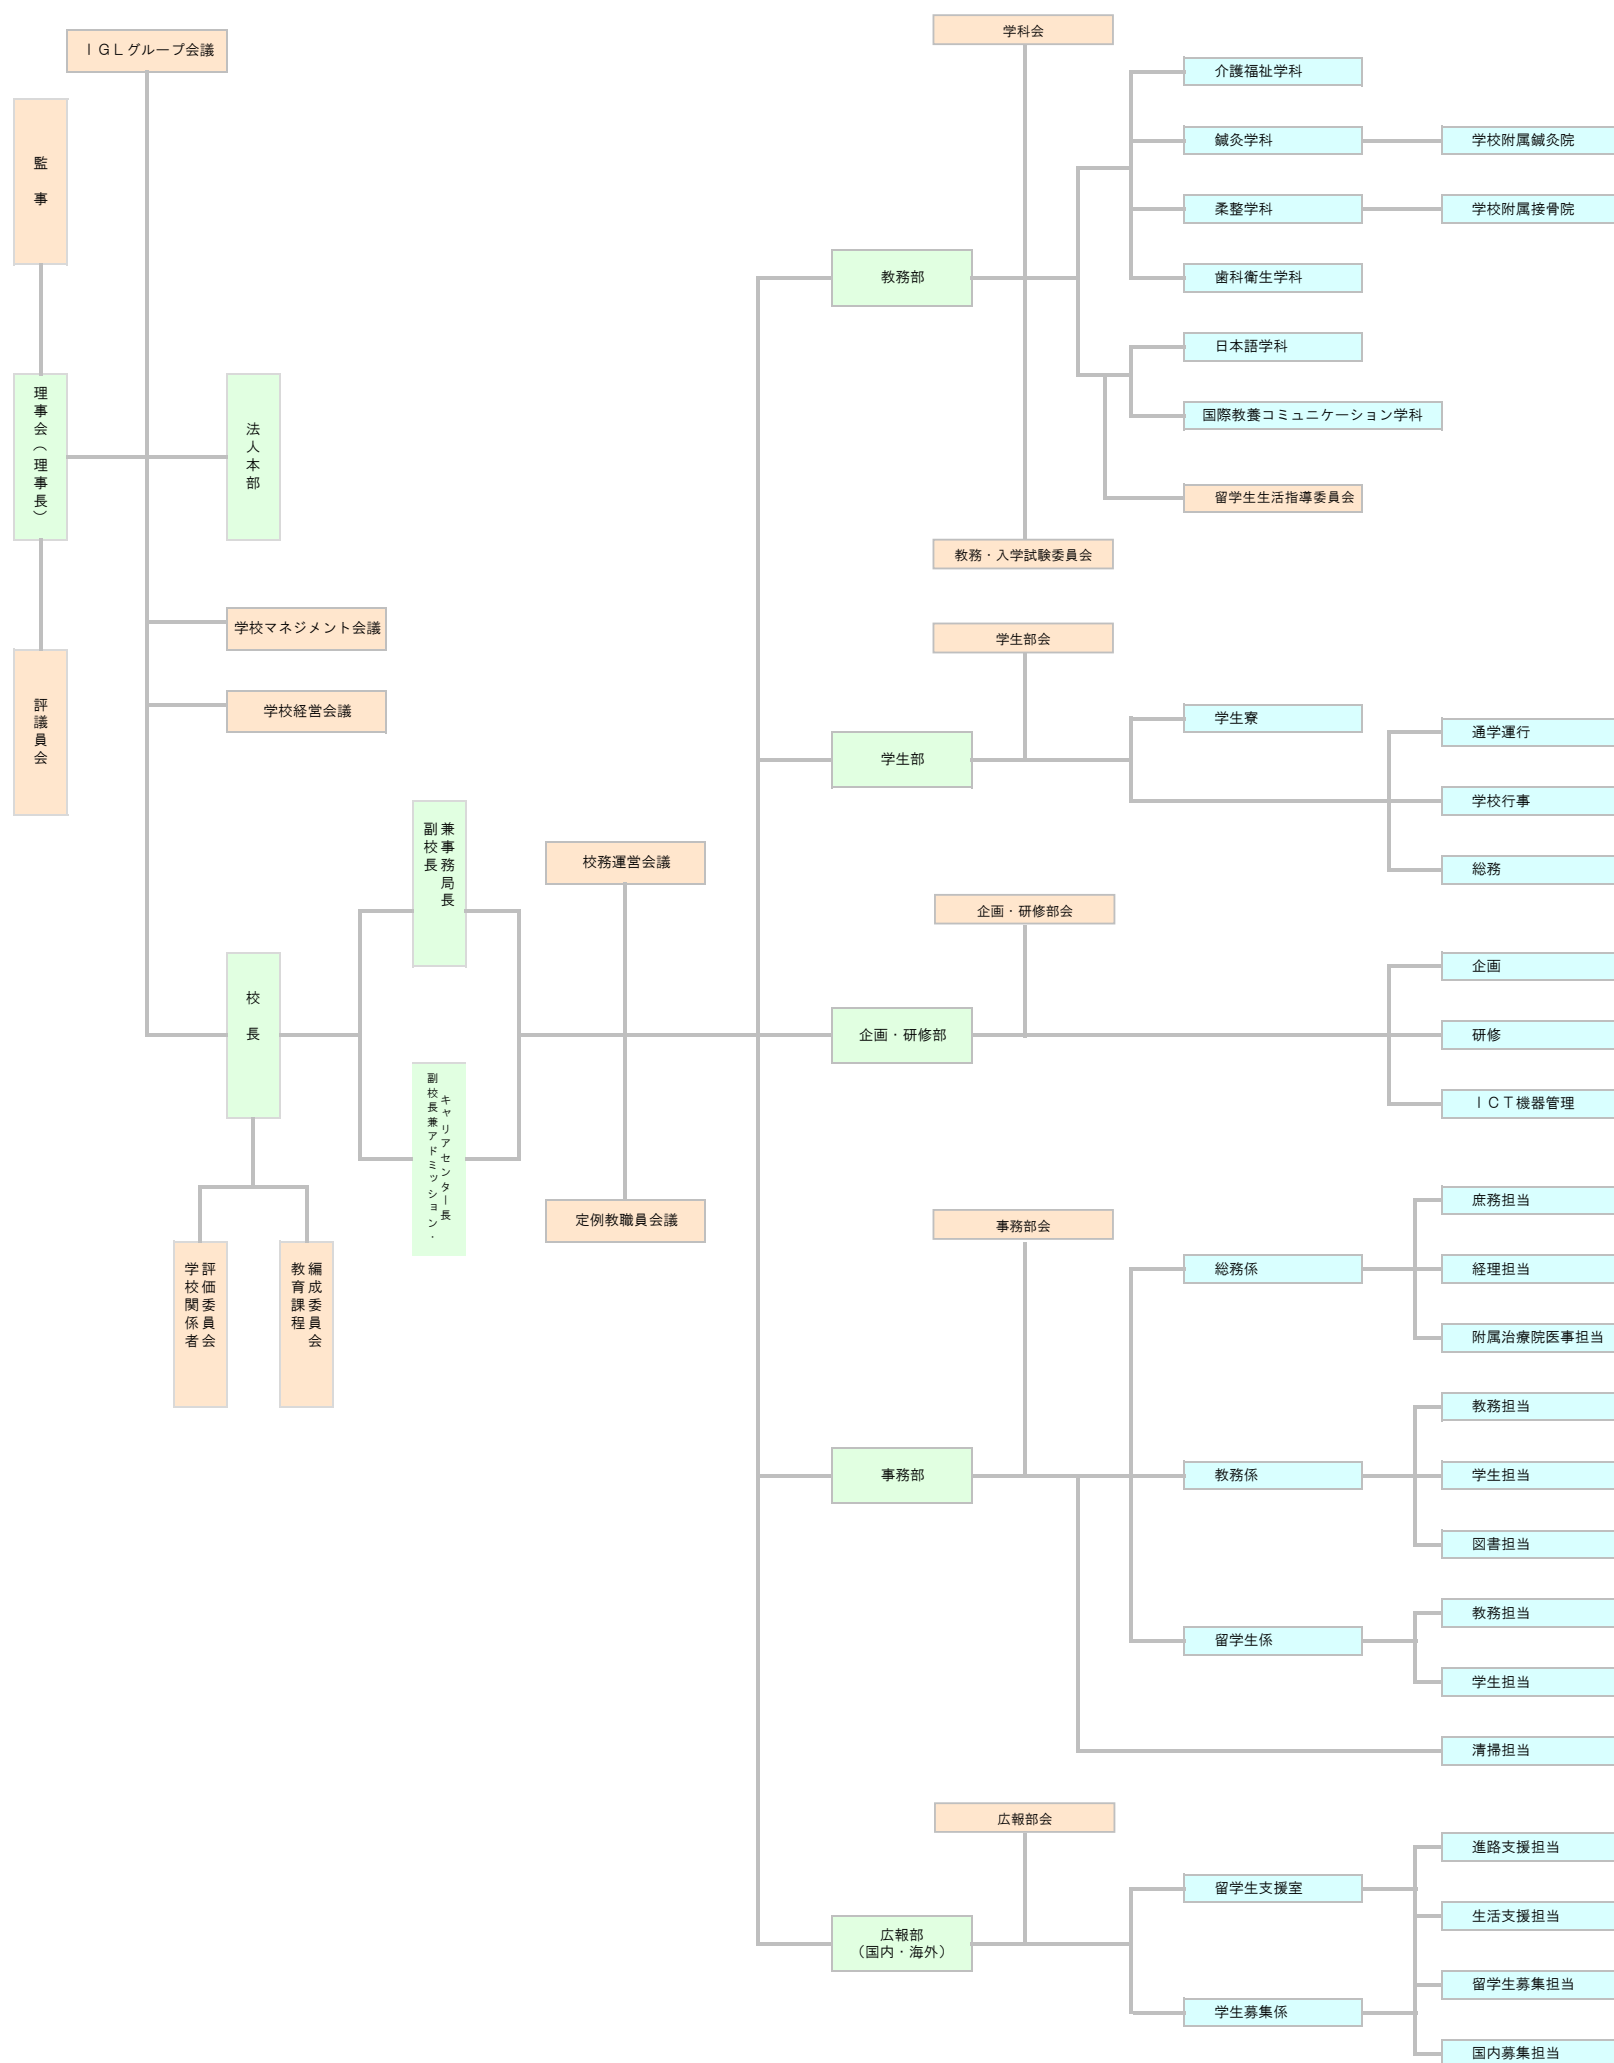 ＩＧＬグループ会議
監事
理事会（理事長）
評議員会
法人本部
学校マネジメント会議
学校経営会議
校長
学校関係者
評価委員会
教育課程
編成委員会
副校長
兼事務局長
副校長兼アドミッション・
キャリアセンター長
校務運営会議
定例教職員会議
学科会
教務部
教務・入学試験委員会
介護福祉学科
鍼灸学科
学校附属鍼灸院
柔整学科
学校附属接骨院
歯科衛生学科
日本語学科
国際教養コミュニケーション学科
留学生生活指導委員会
学生部会
学生部
学生寮
通学運行
学校行事
総務
企画・研修部会
企画・研修部
企画
研修
ＩＣＴ機器管理
事務部会
事務部
総務係
庶務担当
経理担当
附属治療院医事担当
教務係
教務担当
学生担当
図書担当
留学生係
教務担当
学生担当
清掃担当
広報部会
広報部
（国内・海外）
留学生支援室
進路支援担当
生活支援担当
学生募集係
留学生募集担当
国内募集担当